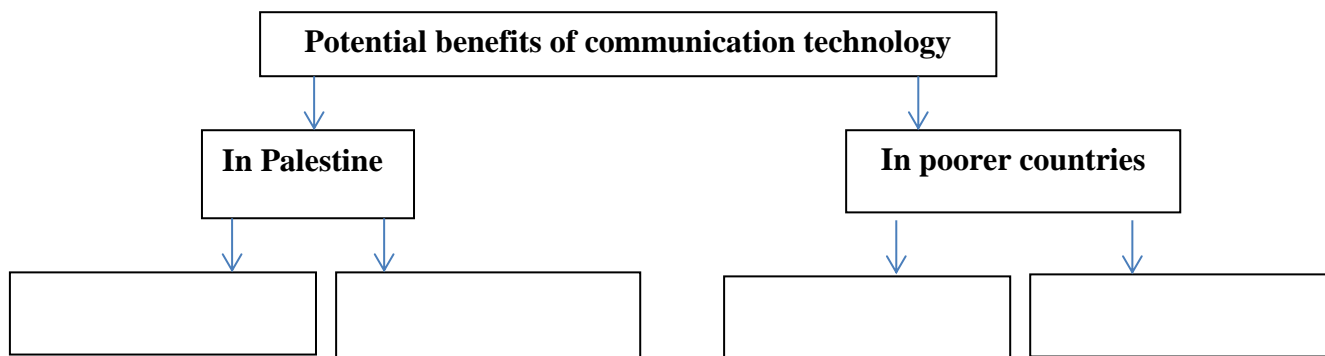 Potential benefits of communication technology
In Palestine
In poorer countries